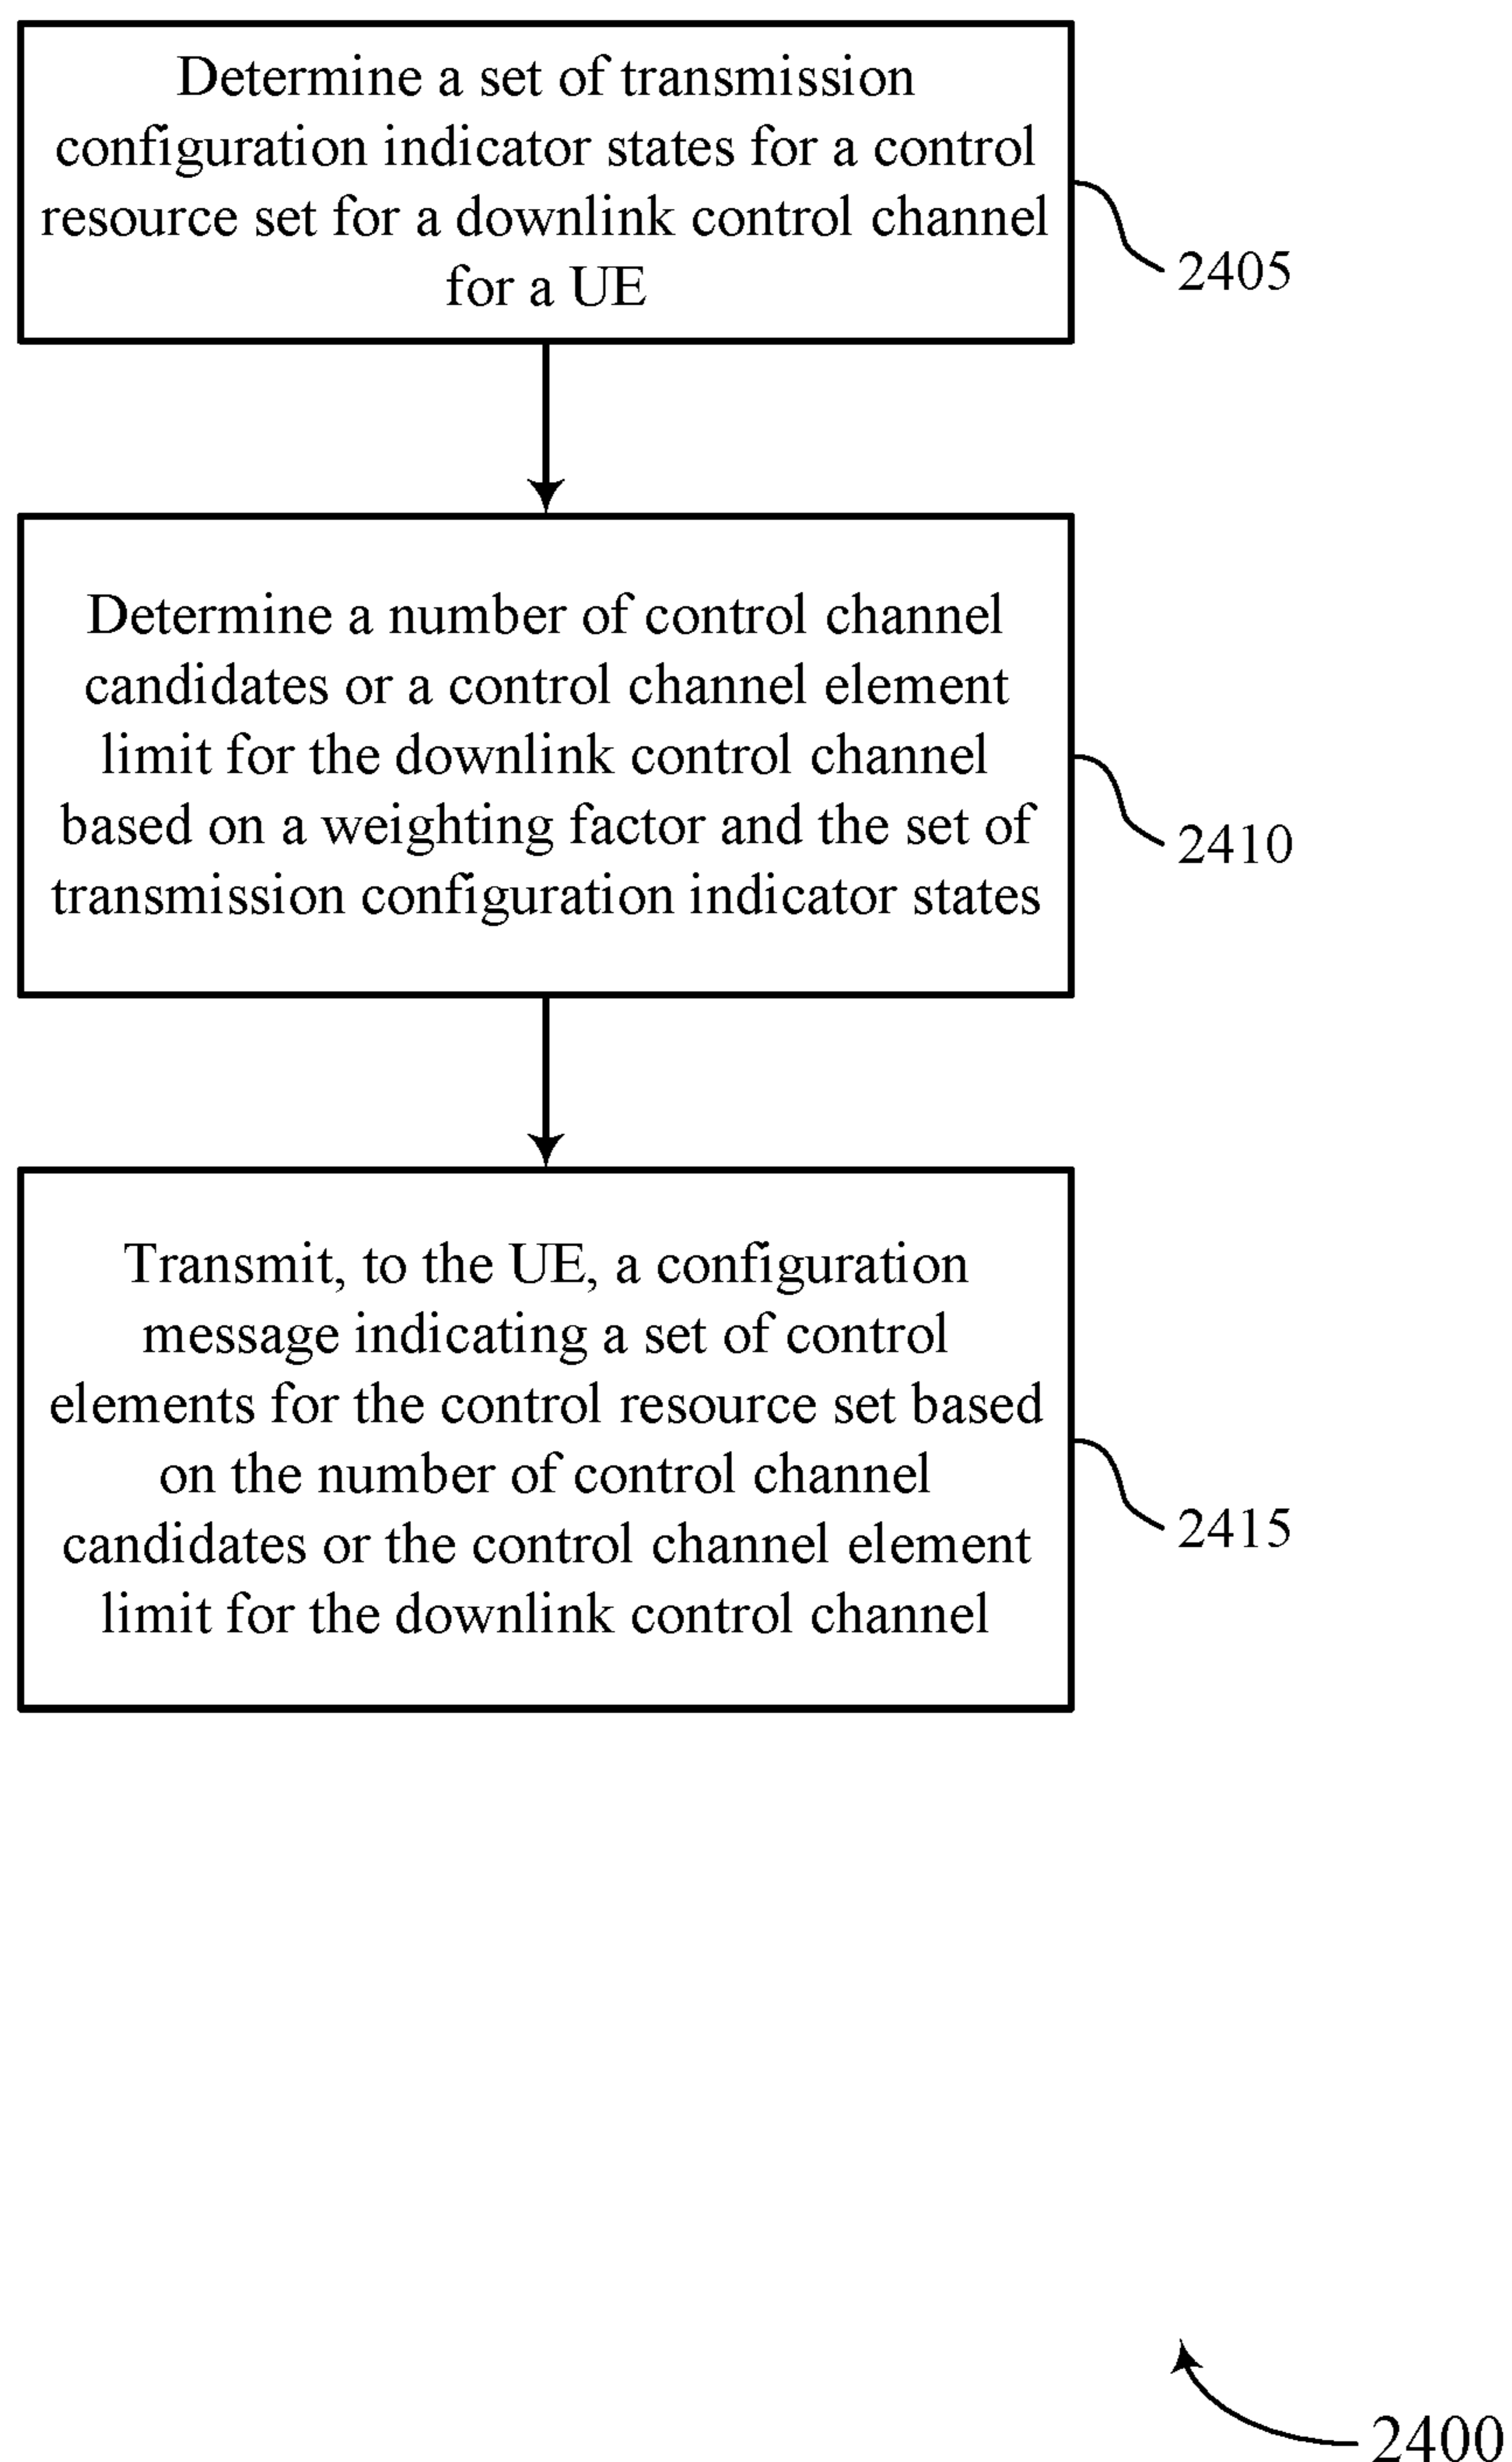 Determine a set of transmission
configuration indicator states for a control
resource set for a downlink control channel
for a UE
2405
Determine a number of control channel
candidates or a control channel element
limit for the downlink control channel
based on a weighting factor and the set of
transmission configuration indicator states
2410
Transmit, to the UE, a configuration
message indicating a set of control
elements for the control resource set based
on the number of control channel
candidates or the control channel element
limit for the downlink control channel
2415
2400